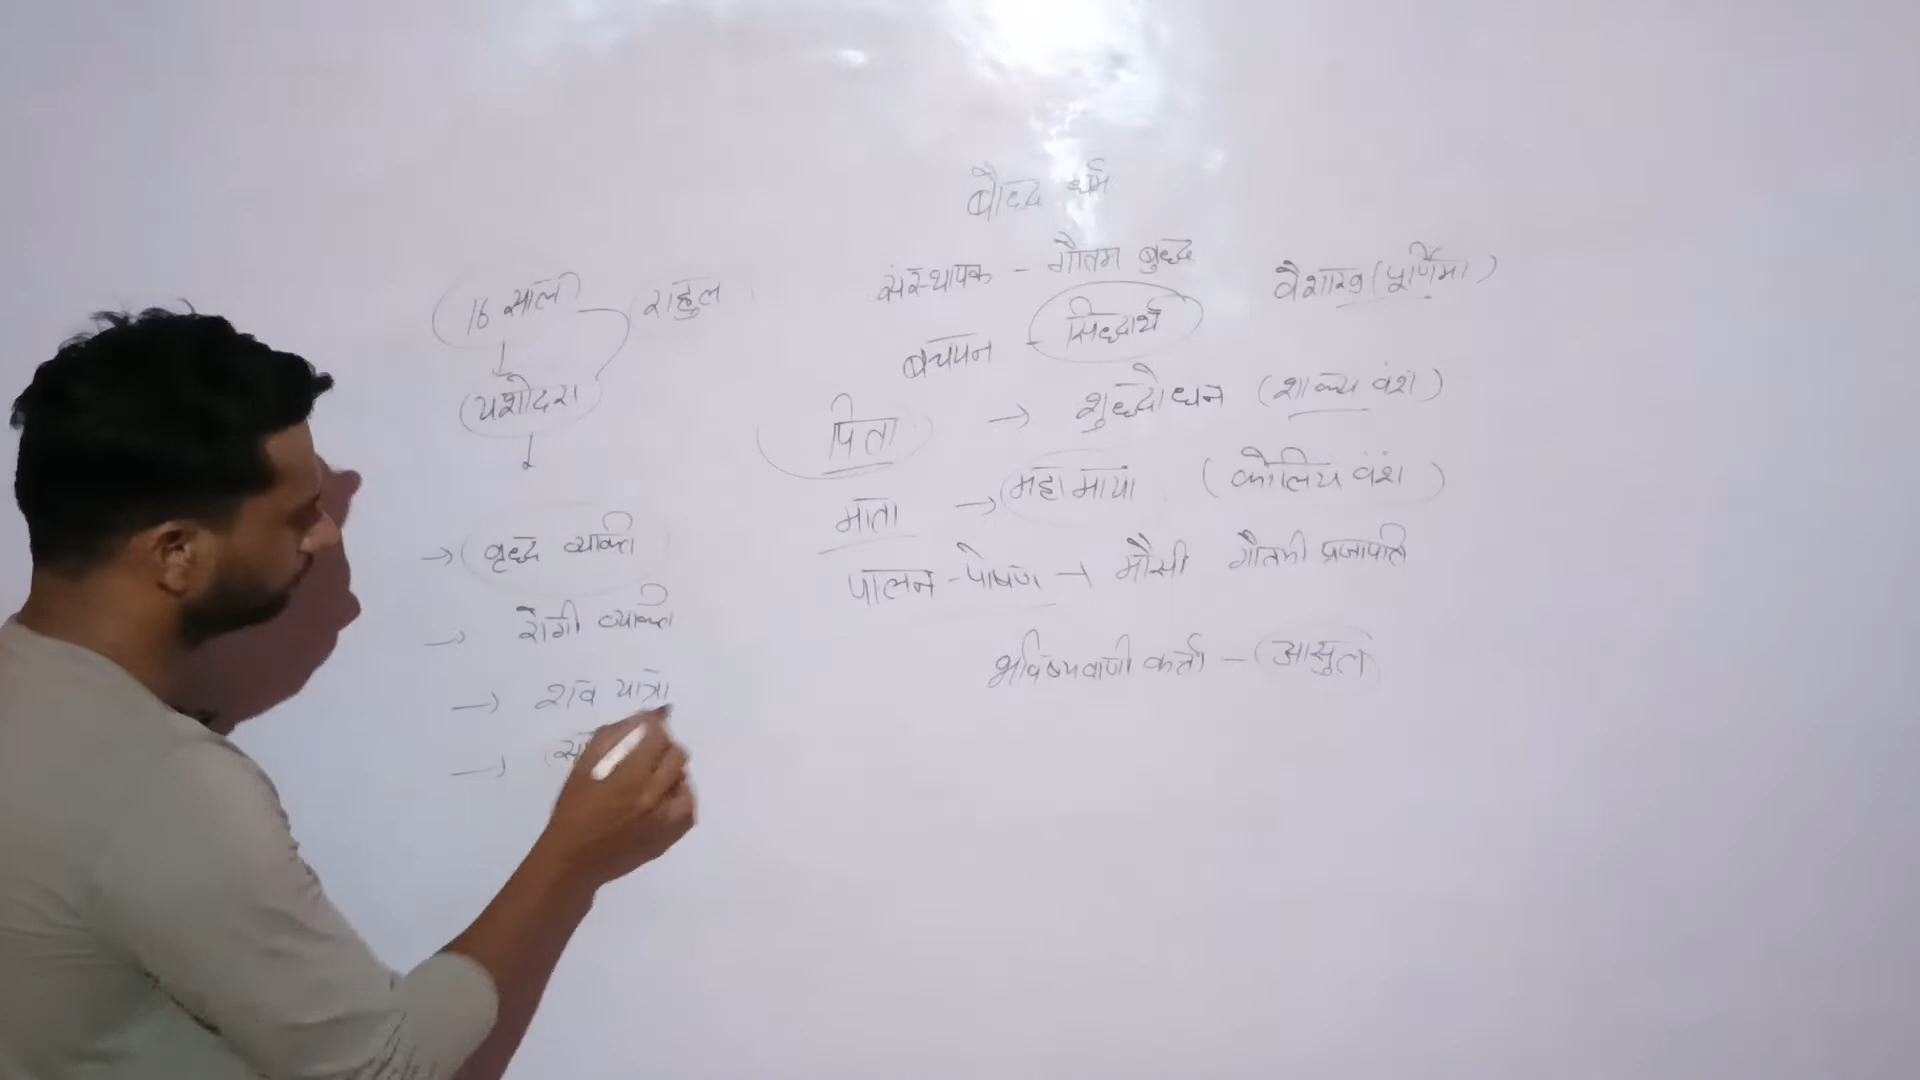 बौद्ध धर्म
संस्थापक - गौतम बुद्ध
वैशाख (पूर्णिमा)
बचपन - सिद्धार्थ
पिता → शुद्धोधन (शाक्य वंश)
माता → महामाया (कोलिय वंश)
पालन-पोषण → मौसी गौतमी प्रजापति
भविष्यवाणी कर्ता - (आसुत)
16 साल
राहुल
यशोदरा
→ (वृद्ध व्यक्ति
→ रोगी व्यक्ति
→ शव यात्रा
→